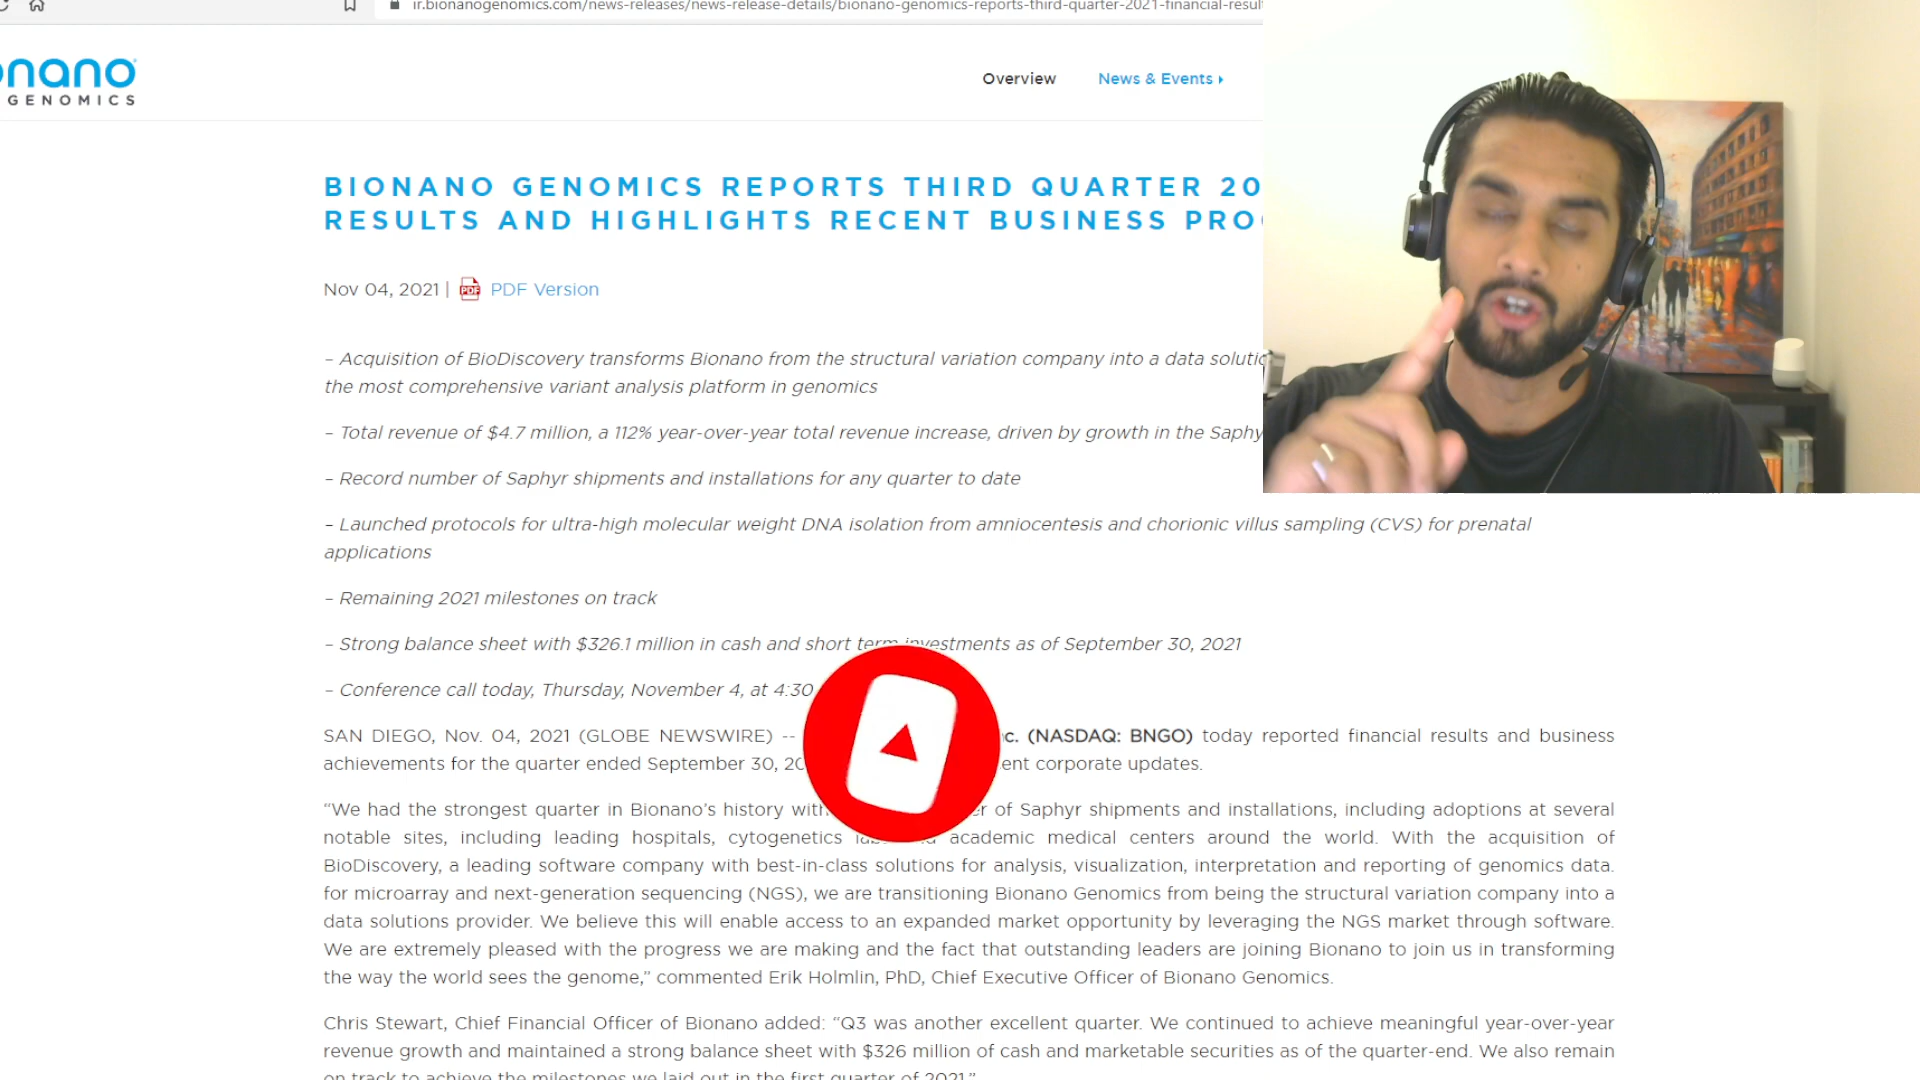 ir.bionanogenomics.com/news-releases/news-release-details/bionano-genomics-reports-third-quarter-2021-financial-resul
onano
GENOMICS
Overview News & Events
BIONANO GENOMICS REPORTS THIRD QUARTER 20
RESULTS AND HIGHLIGHTS RECENT BUSINESS PRO
Nov 04, 2021 | PDF PDF Version
– Acquisition of BioDiscovery transforms Bionano from the structural variation company into a data solutio
the most comprehensive variant analysis platform in genomics
– Total revenue of $4.7 million, a 112% year-over-year total revenue increase, driven by growth in the Saphy
– Record number of Saphyr shipments and installations for any quarter to date
– Launched protocols for ultra-high molecular weight DNA isolation from amniocentesis and chorionic villus sampling (CVS) for prenatal
applications
– Remaining 2021 milestones on track
– Strong balance sheet with $326.1 million in cash and short term investments as of September 30, 2021
– Conference call today, Thursday, November 4, at 4:30
SAN DIEGO, Nov. 04, 2021 (GLOBE NEWSWIRE) -- c. (NASDAQ: BNGO) today reported financial results and business
achievements for the quarter ended September 30, 20 ent corporate updates.
“We had the strongest quarter in Bionano’s history with r of Saphyr shipments and installations, including adoptions at several
notable sites, including leading hospitals, cytogenetics academic medical centers around the world. With the acquisition of
BioDiscovery, a leading software company with best-in-class solutions for analysis, visualization, interpretation and reporting of genomics data.
for microarray and next-generation sequencing (NGS), we are transitioning Bionano Genomics from being the structural variation company into a
data solutions provider. We believe this will enable access to an expanded market opportunity by leveraging the NGS market through software.
We are extremely pleased with the progress we are making and the fact that outstanding leaders are joining Bionano to join us in transforming
the way the world sees the genome,” commented Erik Holmlin, PhD, Chief Executive Officer of Bionano Genomics.
Chris Stewart, Chief Financial Officer of Bionano added: “Q3 was another excellent quarter. We continued to achieve meaningful year-over-year
revenue growth and maintained a strong balance sheet with $326 million of cash and marketable securities as of the quarter-end. We also remain
on track to achieve the milestones we laid out in the first quarter of 2021.”